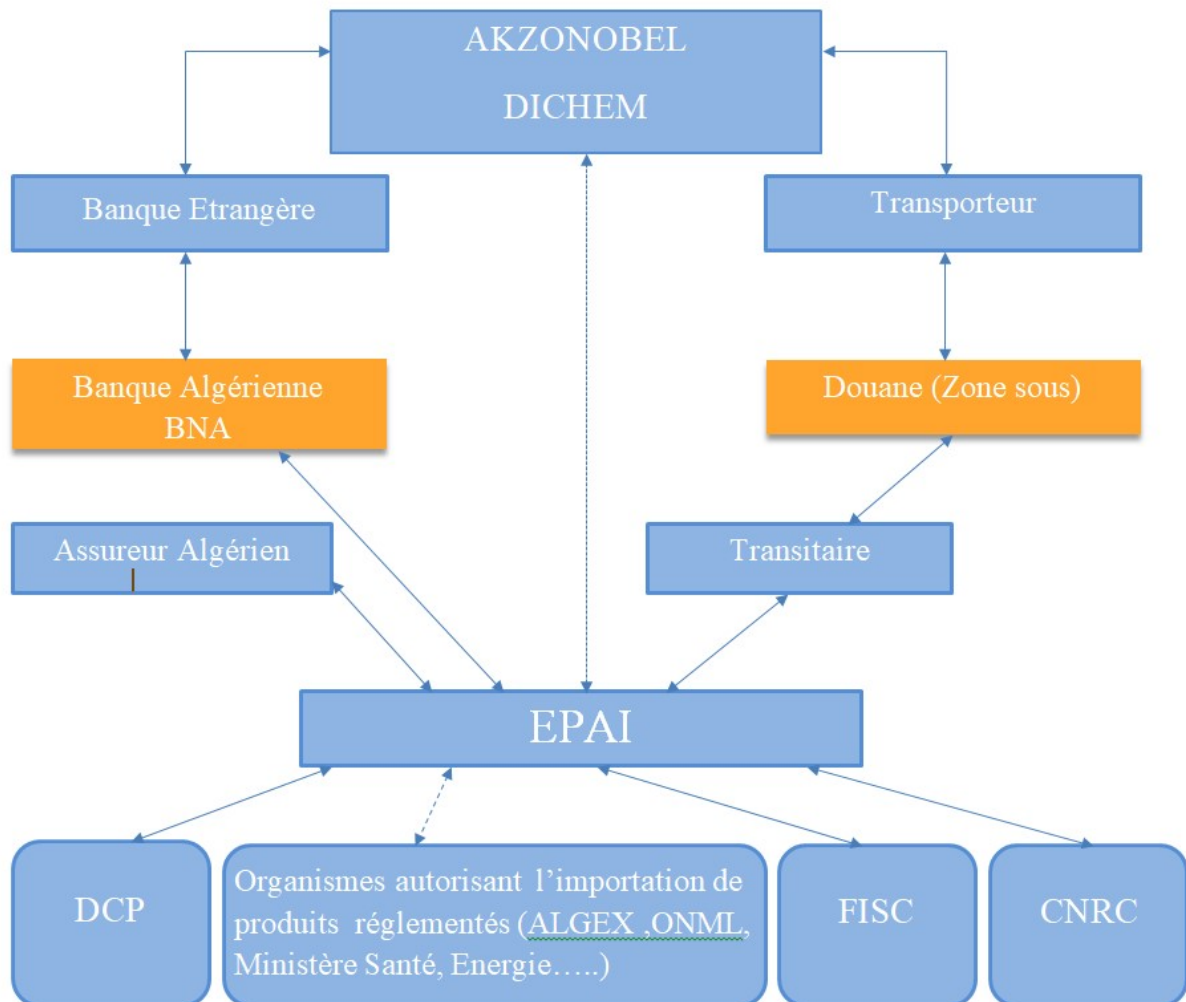 AKZONOBEL
DICHEM
Banque Etrangère
Transporteur
Banque Algérienne
BNA
Douane (Zone sous)
Assureur Algérien
Transitaire
EPAI
DCP
Organismes autorisant l’importation de
produits réglementés (ALGEX ,ONML,
Ministère Santé, Energie…..)
FISC
CNRC